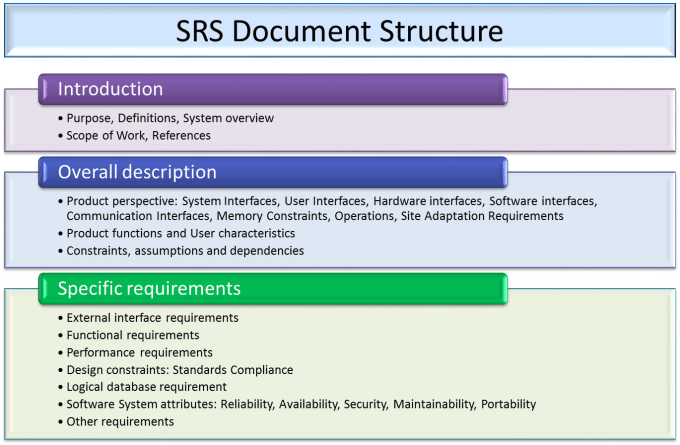 SRS Document Structure
Introduction
• Purpose, Definitions, System overview
• Scope of Work, References
Overall description
• Product perspective: System Interfaces, User Interfaces, Hardware interfaces, Software interfaces,
Communication Interfaces, Memory Constraints, Operations, Site Adaptation Requirements
• Product functions and User characteristics
• Constraints, assumptions and dependencies
Specific requirements
• External interface requirements
• Functional requirements
• Performance requirements
• Design constraints: Standards Compliance
• Logical database requirement
• Software System attributes: Reliability, Availability, Security, Maintainability, Portability
• Other requirements